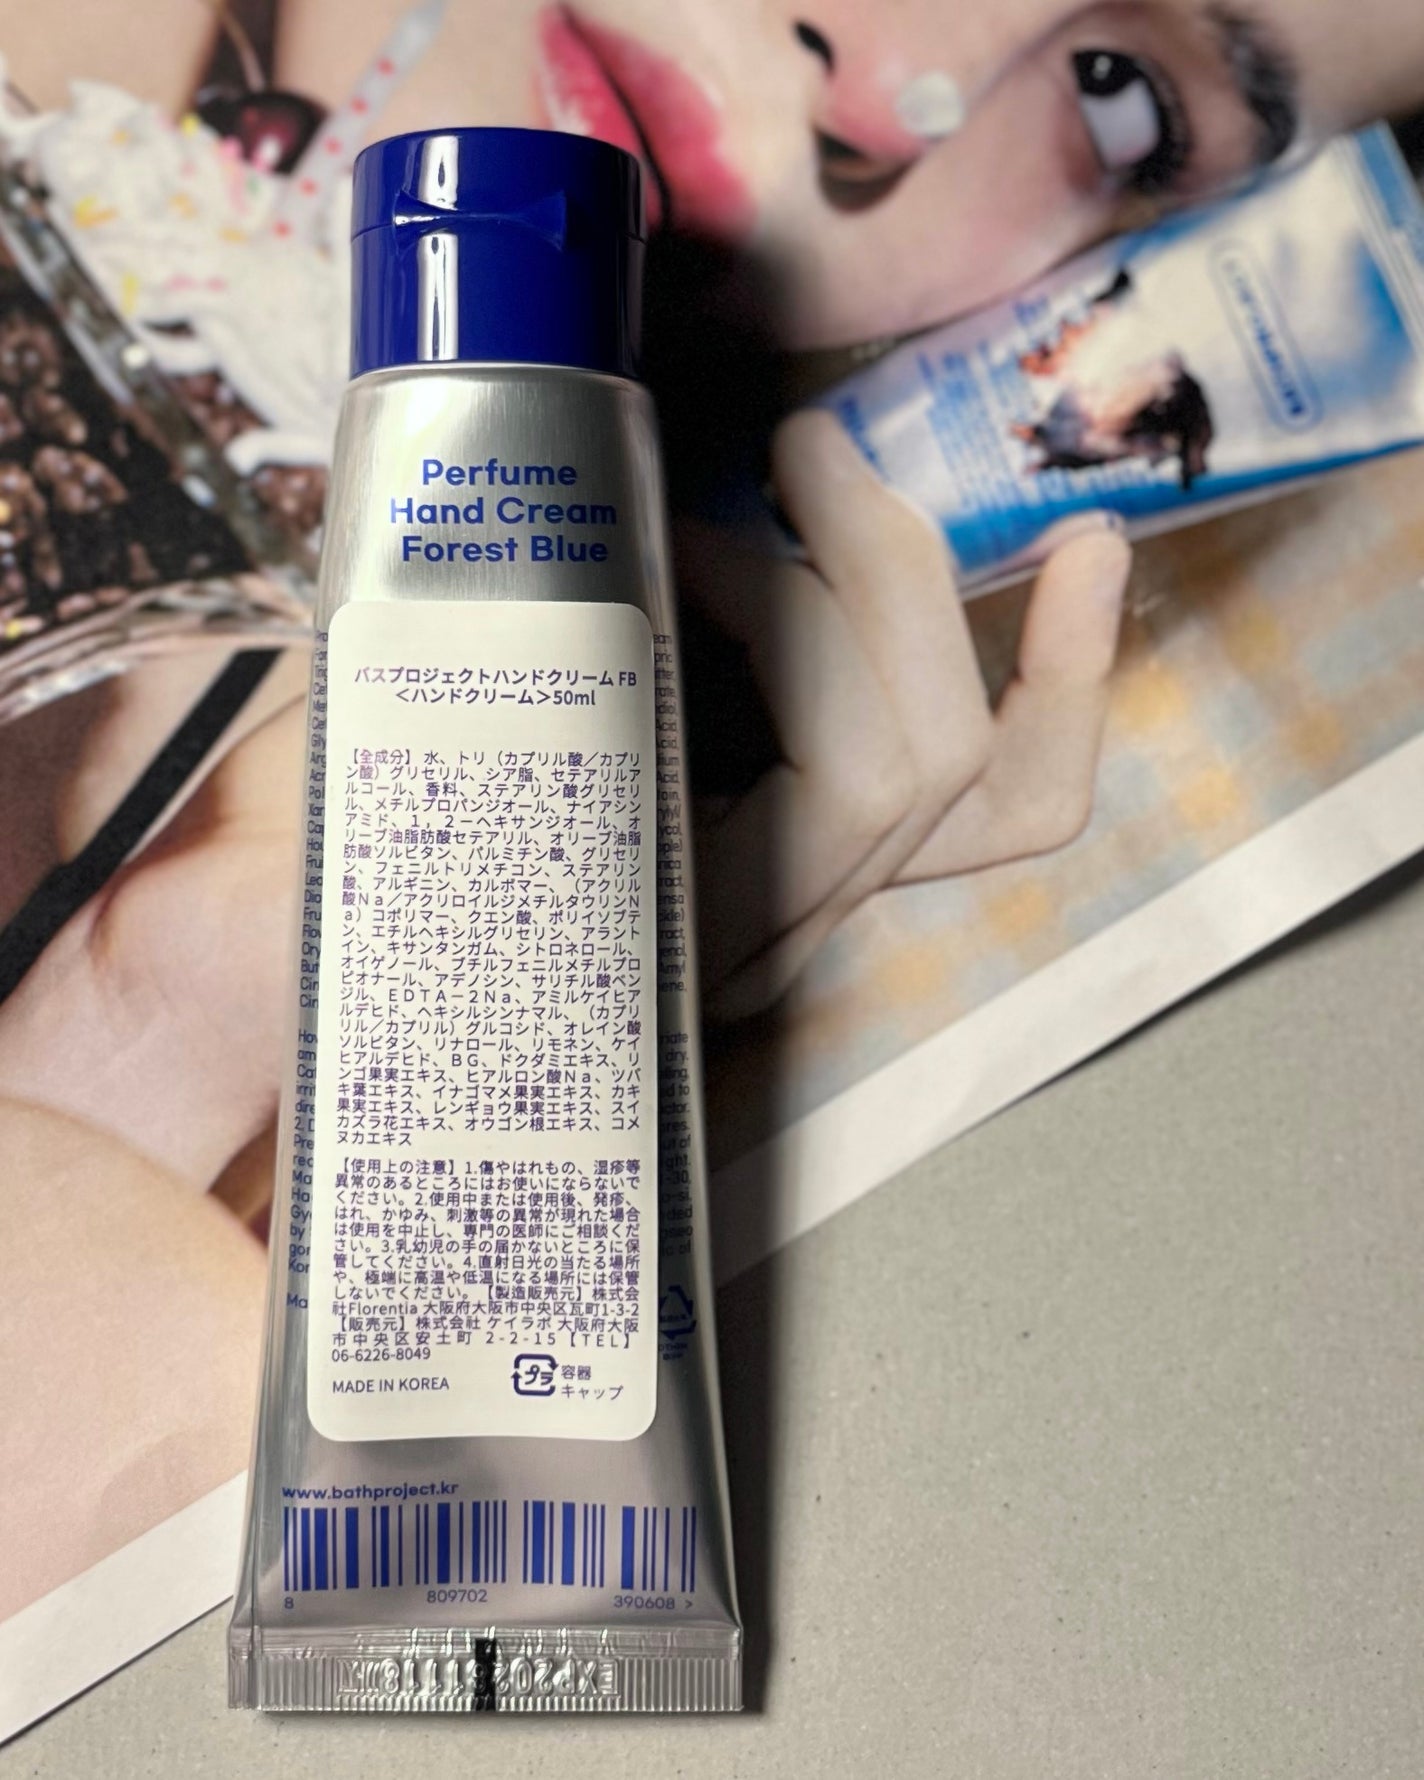 Perfume
Hand Cream
Forest Blue
バスプロジェクトハンドクリーム FB
＜ハンドクリーム＞50ml
【全成分】 水、トリ（カプリル酸／カプリ
ン酸）グリセリル、シア脂、セテアリルア
ルコール、香料、ステアリン酸グリセリ
ル、メチルプロパンジオール、ナイアシン
アミド、１，２－ヘキサンジオール、オ
リーブ油脂肪酸セテアリル、オリーブ油脂
肪酸ソルビタン、パルミチン酸、グリセリ
ン、フェニルトリメチコン、ステアリン
酸、アルギニン、カルボマー、（アクリル
酸Ｎａ／アクリロイルジメチルタウリンＮ
ａ）コポリマー、クエン酸、ポリイソブテ
ン、エチルヘキシルグリセリン、アラント
イン、キサンタンガム、シトロネロール、
オイゲノール、ブチルフェニルメチルプロ
ピオナール、アデノシン、サリチル酸ベン
ジル、ＥＤＴＡ－２Ｎａ、アミルケイヒア
ルデヒド、ヘキシルシンナマル、（カプリ
リル／カプリル）グルコシド、オレイン酸
ソルビタン、リナロール、リモネン、ケイ
ヒアルデヒド、ＢＧ、ドクダミエキス、リ
ンゴ果実エキス、ヒアルロン酸Ｎａ、ツバ
キ葉エキス、イナゴマメ果実エキス、カキ
果実エキス、レンギョウ果実エキス、スイ
カズラ花エキス、オウゴン根エキス、コメ
ヌカエキス
【使用上の注意】1.傷やはれもの、湿疹等
異常のあるところにはお使いにならないで
ください。2.使用中または使用後、発疹、
はれ、かゆみ、刺激等の異常が現れた場合
は使用を中止し、専門の医師にご相談くだ
さい。3.乳幼児の手の届かないところに保
管してください。4.直射日光の当たる場所
や、極端に高温や低温になる場所には保管
しないでください。【製造販売元】株式会
社Florentia 大阪府大阪市中央区瓦町1-3-2
【販売元】株式会社 ケイラボ 大阪府大阪
市中央区安土町 2-2-15【TEL】
06-6226-8049
MADE IN KOREA
プラ
容器
キャップ
www.bathproject.kr
8 809702 390608 >